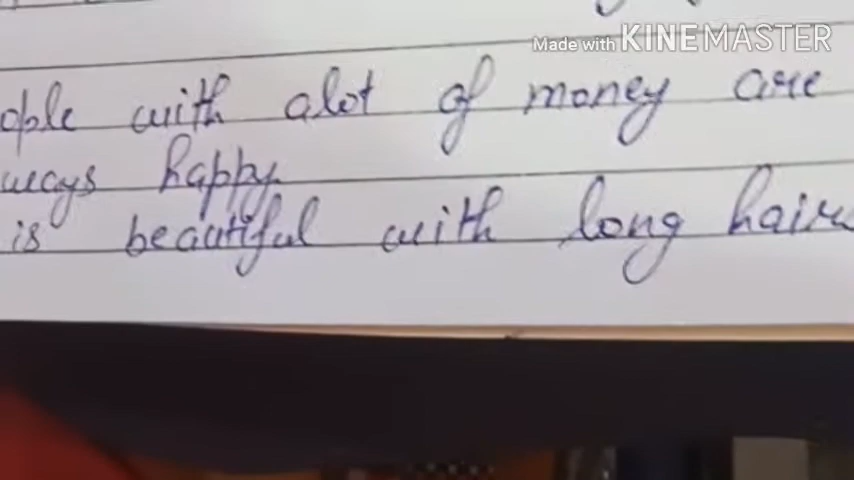 Made with KINEMASTER
ople with alot of money are
ways happy.
is beautiful with long hair